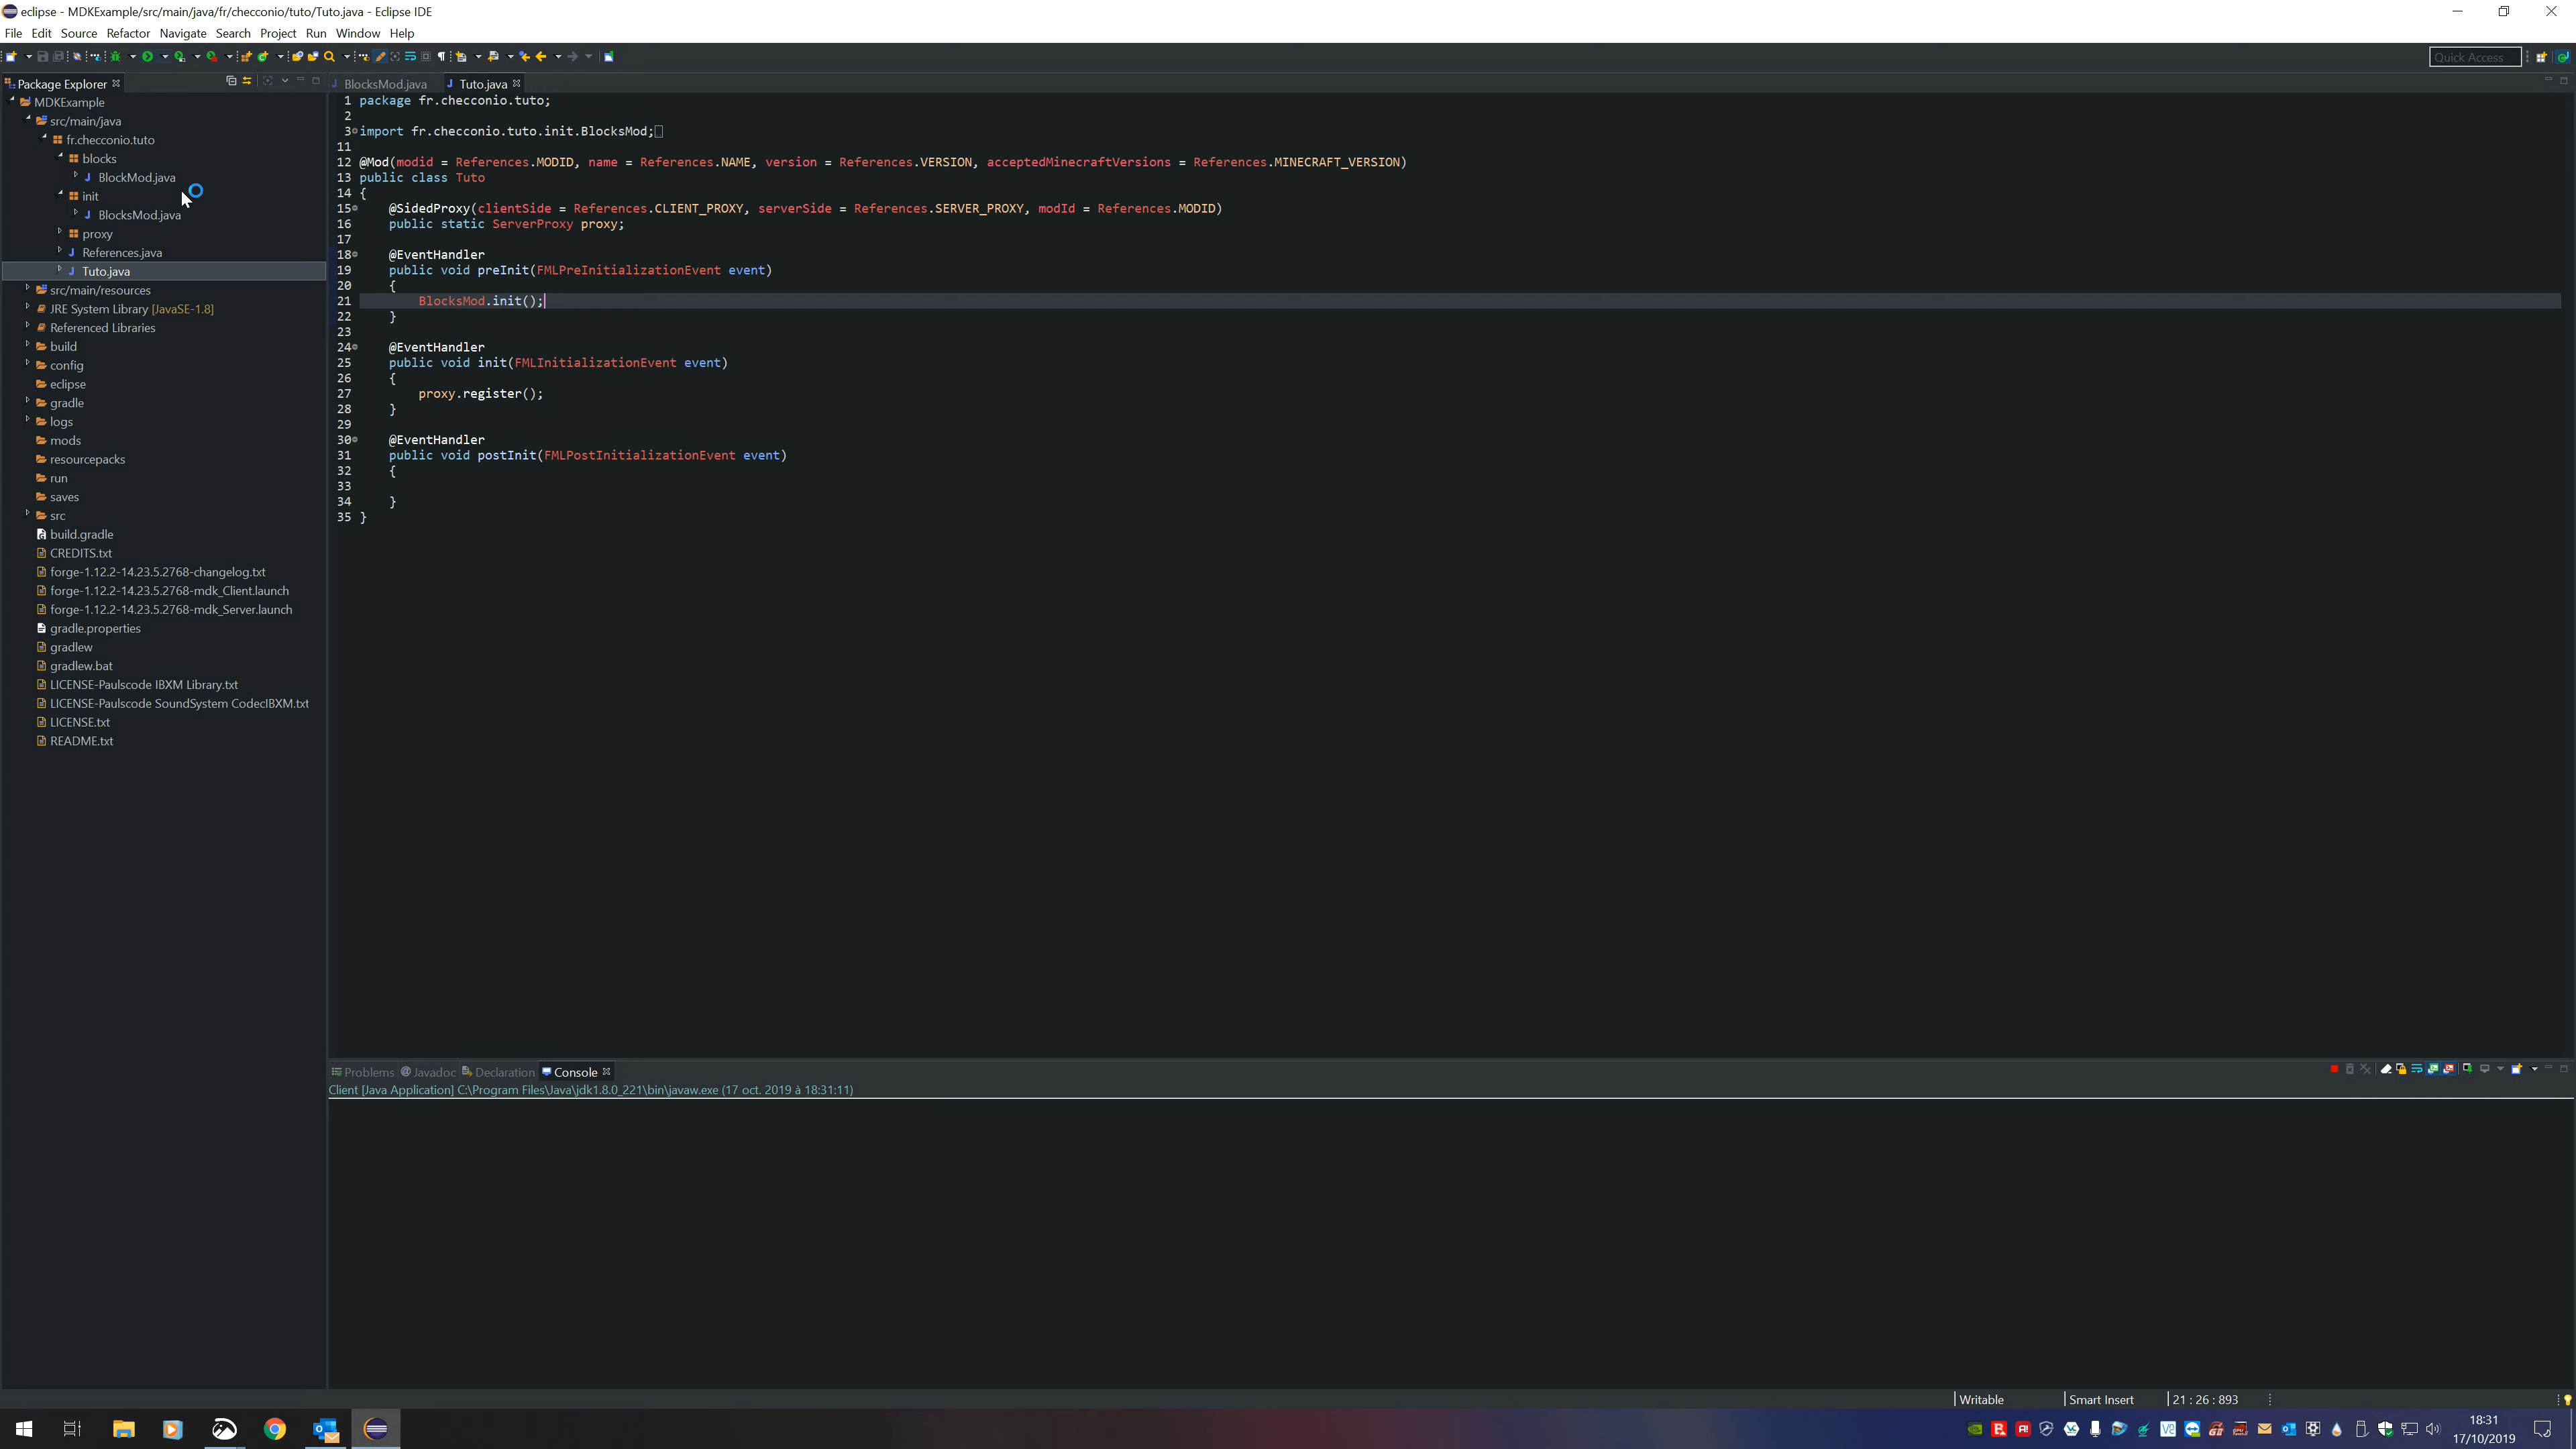 eclipse - MDKExample/src/main/java/fr/checconio/tuto/Tuto.java - Eclipse IDE
File Edit Source Refactor Navigate Search Project Run Window Help
Quick Access
Package Explorer
MDKExample
src/main/java
fr.checconio.tuto
blocks
BlockMod.java
init
BlocksMod.java
proxy
References.java
Tuto.java
src/main/resources
JRE System Library [JavaSE-1.8]
Referenced Libraries
build
config
eclipse
gradle
logs
mods
resourcepacks
run
saves
src
build.gradle
CREDITS.txt
forge-1.12.2-14.23.5.2768-changelog.txt
forge-1.12.2-14.23.5.2768-mdk_Client.launch
forge-1.12.2-14.23.5.2768-mdk_Server.launch
gradle.properties
gradlew
gradlew.bat
LICENSE-Paulscode IBXM Library.txt
LICENSE-Paulscode SoundSystem CodecIBXM.txt
LICENSE.txt
README.txt
BlocksMod.java Tuto.java
1 package fr.checconio.tuto;
2
3 import fr.checconio.tuto.init.BlocksMod;
11
12 @Mod(modid = References.MODID, name = References.NAME, version = References.VERSION, acceptedMinecraftVersions = References.MINECRAFT_VERSION)
13 public class Tuto
14 {
15 @SidedProxy(clientSide = References.CLIENT_PROXY, serverSide = References.SERVER_PROXY, modId = References.MODID)
16 public static ServerProxy proxy;
17
18 @EventHandler
19 public void preInit(FMLPreInitializationEvent event)
20 {
21 BlocksMod.init();
22 }
23
24 @EventHandler
25 public void init(FMLInitializationEvent event)
26 {
27 proxy.register();
28 }
29
30 @EventHandler
31 public void postInit(FMLPostInitializationEvent event)
32 {
33
34 }
35 }
Problems @ Javadoc Declaration Console
Client [Java Application] C:\Program Files\Java\jdk1.8.0_221\bin\javaw.exe (17 oct. 2019 à 18:31:11)
Writable Smart Insert 21 : 26 : 893
18:31
17/10/2019